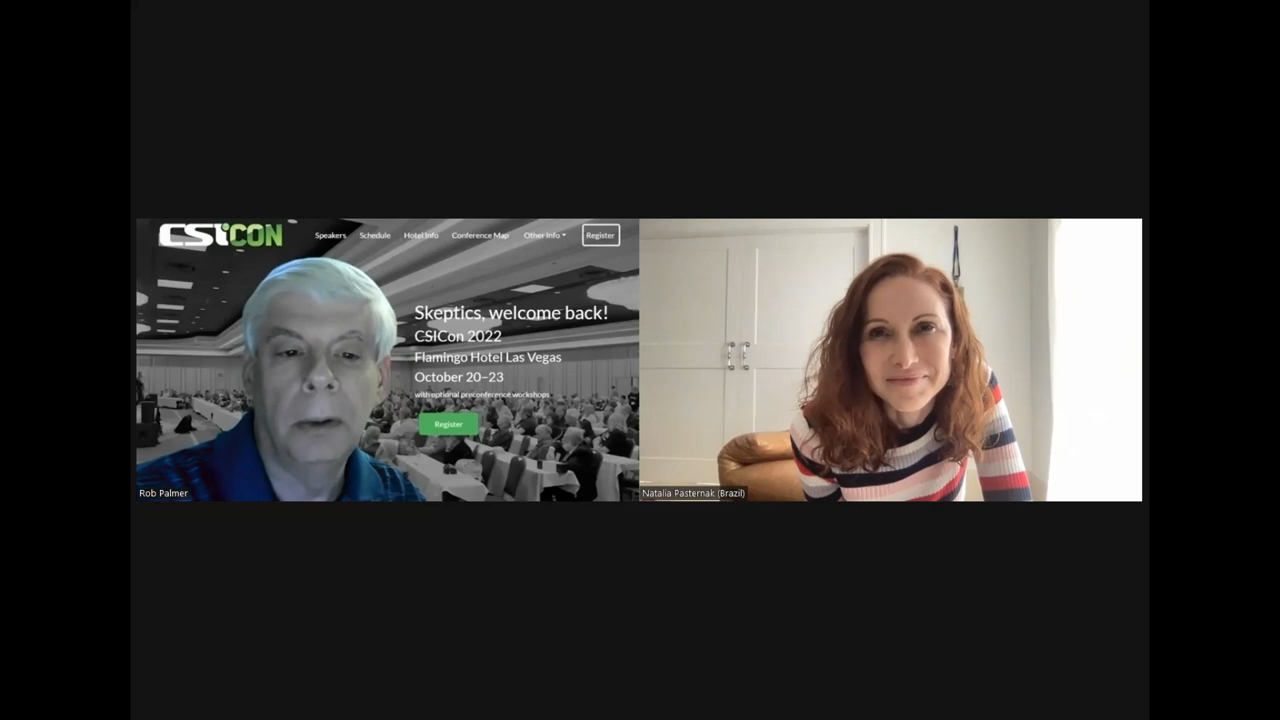 CSICON
Speakers Schedule Hotel Info Conference Map Other Info Register
Skeptics, welcome back!
CSICon 2022
Flamingo Hotel Las Vegas
October 20–23
with optional preconference workshops
Register
Rob Palmer
Natalia Pasternak (Brazil)